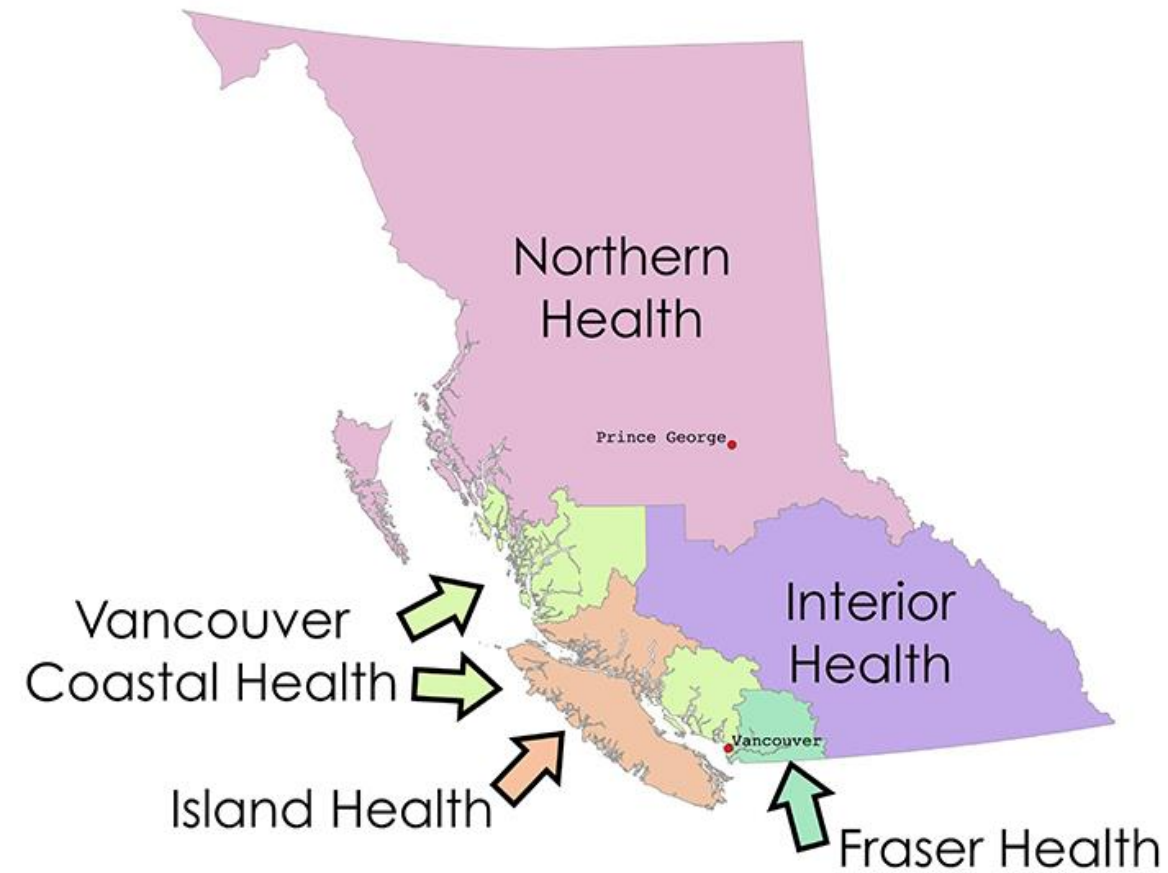 Northern
Health
Prince George
Interior
Health
Vancouver
Coastal Health
Vancouver
Island Health
Fraser Health